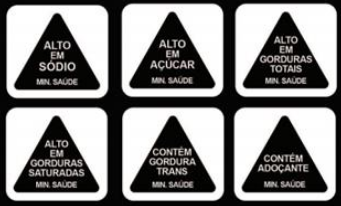 ALTO
EM
SÓDIO
MIN. SAÚDE
ALTO
EM
AÇÚCAR
MIN. SAÚDE
ALTO
EM
GORDURAS
TOTAIS
MIN. SAÚDE
ALTO
EM
GORDURAS
SATURADAS
MIN. SAÚDE
CONTÉM
GORDURA
TRANS
MIN. SAÚDE
CONTÉM
ADOÇANTE
MIN. SAÚDE